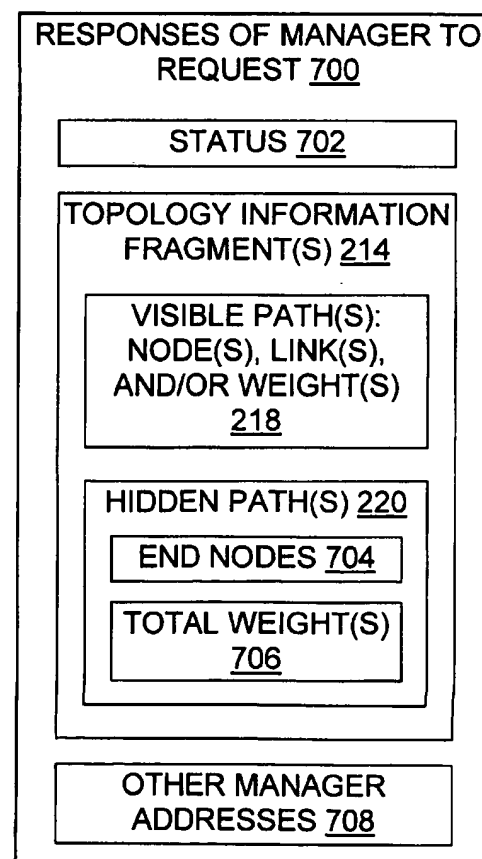 RESPONSES OF MANAGER TO
REQUEST 700
STATUS 702
TOPOLOGY INFORMATION
FRAGMENT(S) 214
VISIBLE PATH(S):
NODE(S), LINK(S),
AND/OR WEIGHT(S)
218
HIDDEN PATH(S) 220
END NODES 704
TOTAL WEIGHT(S)
706
OTHER MANAGER
ADDRESSES 708